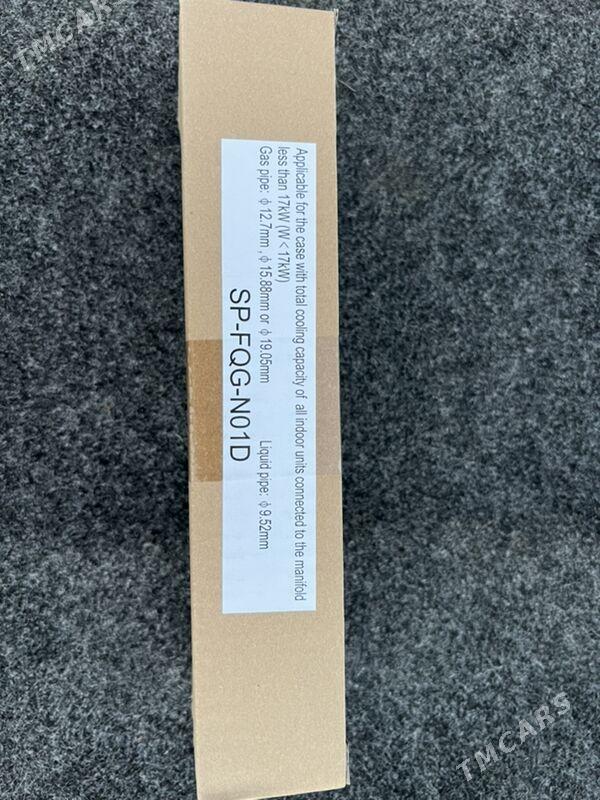 TMCARS
Applicable for the case with total cooling capacity of all indoor units connected to the manifold
less than 17kW (W<17kW)
Gas pipe: ϕ12.7mm , ϕ15.88mm or ϕ19.05mm Liquid pipe: ϕ9.52mm
SP-FQG-N01D
TMCARS